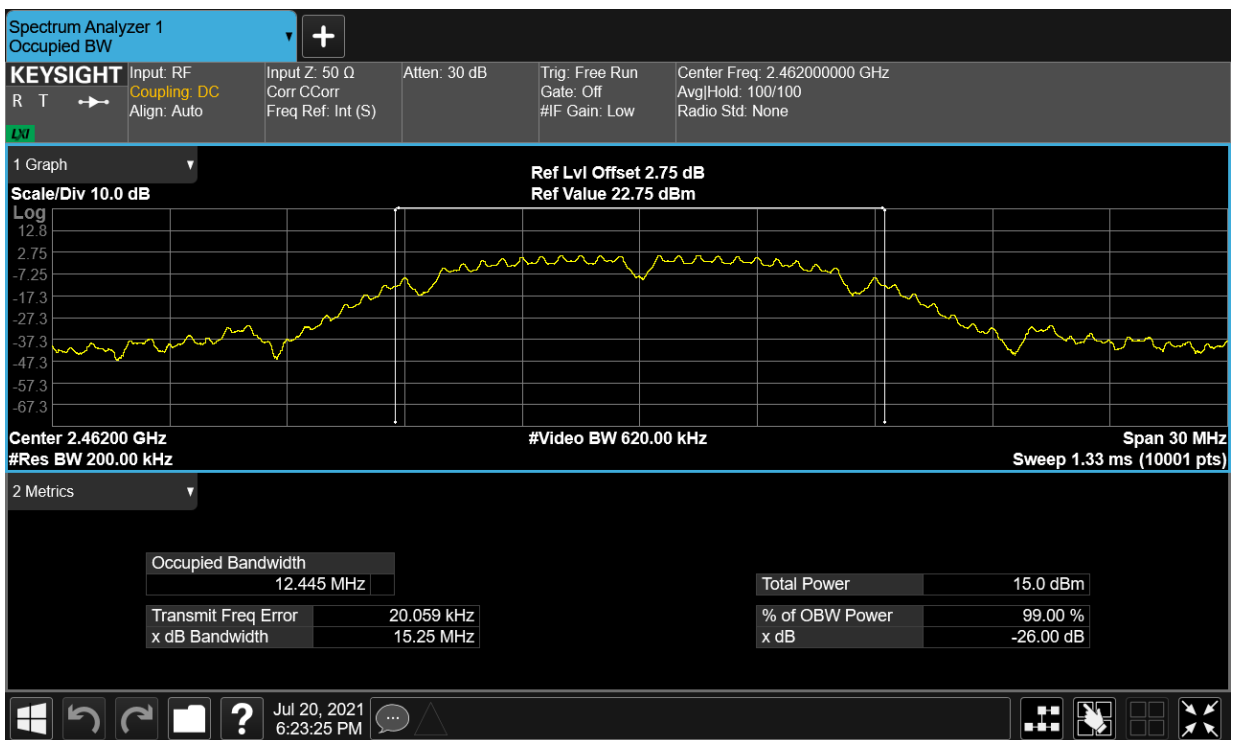 Spectrum Analyzer 1
Occupied BW
KEYSIGHT Input: RF Input Z: 50 Ω Atten: 30 dB Trig: Free Run Center Freq: 2.462000000 GHz
R T Coupling: DC Corr CCorr Gate: Off Avg|Hold: 100/100
Align: Auto Freq Ref: Int (S) #IF Gain: Low Radio Std: None
LXI
1 Graph
Ref Lvl Offset 2.75 dB
Scale/Div 10.0 dB Ref Value 22.75 dBm
Log
12.8
2.75
-7.25
-17.3
-27.3
-37.3
-47.3
-57.3
-67.3
Center 2.46200 GHz #Video BW 620.00 kHz Span 30 MHz
#Res BW 200.00 kHz Sweep 1.33 ms (10001 pts)
2 Metrics
Occupied Bandwidth
12.445 MHz Total Power 15.0 dBm
Transmit Freq Error 20.059 kHz % of OBW Power 99.00 %
x dB Bandwidth 15.25 MHz x dB -26.00 dB
? Jul 20, 2021
6:23:25 PM